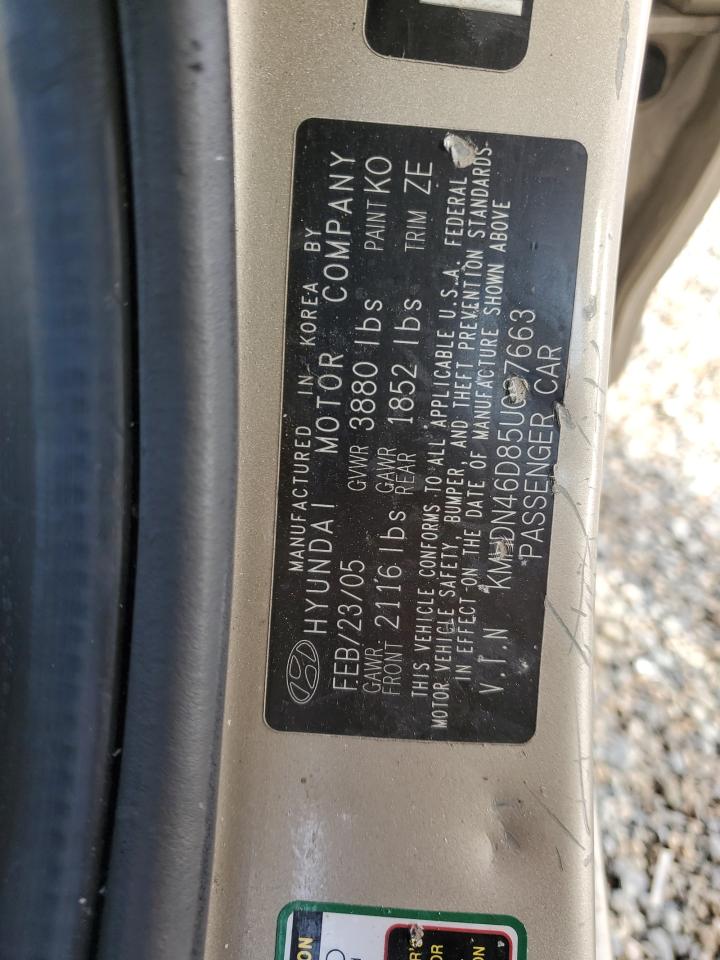 MANUFACTURED IN KOREA BY
HYUNDAI MOTOR COMPANY
FEB/23/05 GVWR 3880 lbs PAINT KO
GAWR FRONT 2116 lbs GAWR REAR 1852 lbs TRIM ZE
THIS VEHICLE CONFORMS TO ALL APPLICABLE U.S.A. FEDERAL
MOTOR VEHICLE SAFETY, BUMPER, AND THEFT PREVENTION STANDARDS
IN EFFECT ON THE DATE OF MANUFACTURE SHOWN ABOVE
V.I.N
PASSENGER CAR